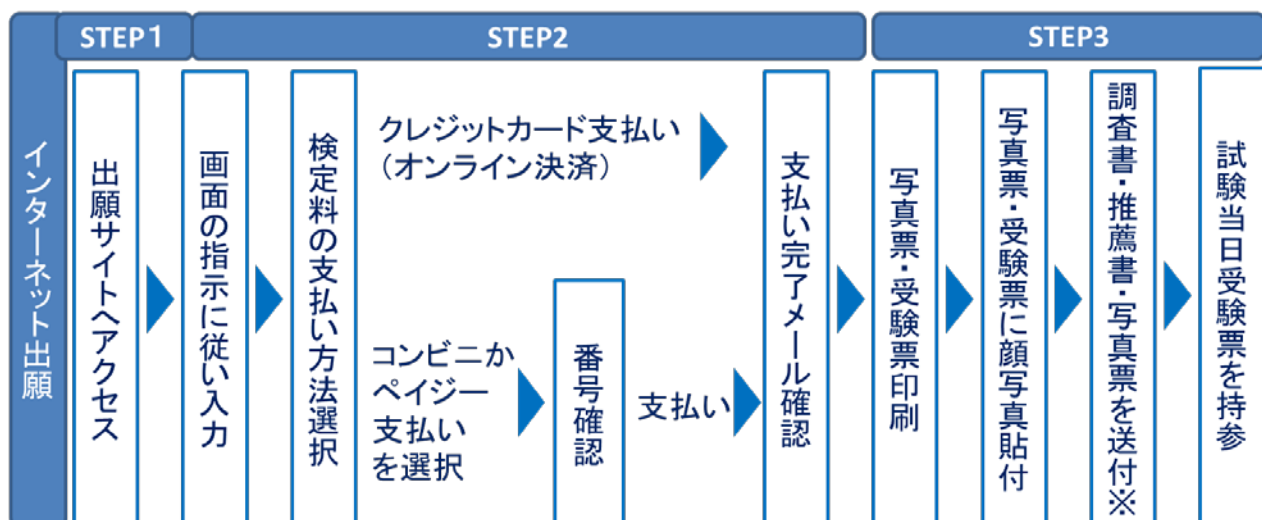 インターネット出願
STEP1
STEP2
STEP3
出願サイトへアクセス
画面の指示に従い入力
検定料の支払い方法選択
クレジットカード支払い
（オンライン決済）
コンビニか
ペイジー
支払い
を選択
番号確認
支払い
支払い完了メール確認
写真票・受験票印刷
写真票・受験票に顔写真貼付
調査書・推薦書・写真票を送付※
試験当日受験票を持参